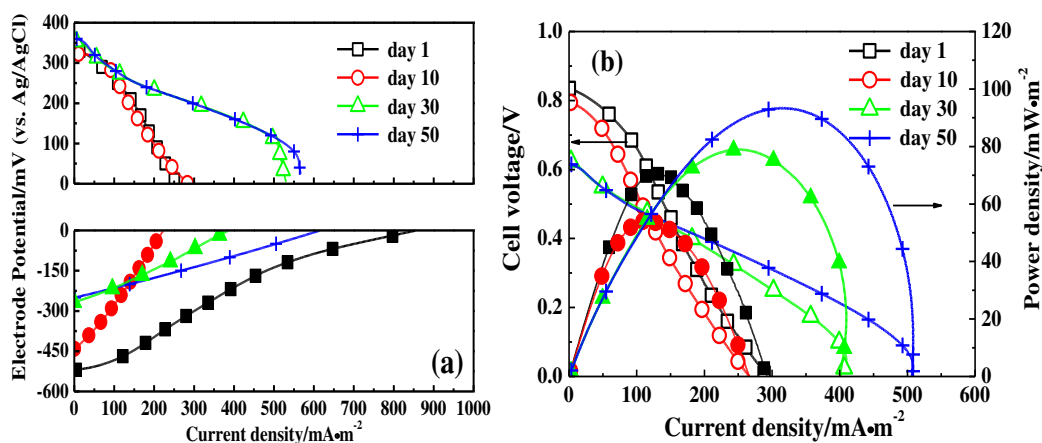 Electrode Potential/mV (vs. Ag/AgCl)
400
300
200
100
0
day 1
day 10
day 30
day 50
0
-150
-300
-450
-600
(a)
0 100 200 300 400 500 600 700 800 900 1000
Current density/mA•m⁻²
(b)
Cell voltage/V
1.0
0.8
0.6
0.4
0.2
0.0
day 1
day 10
day 30
day 50
120
100
80
60
40
20
0
Power density/mW•m⁻²
0 100 200 300 400 500 600
Current density/mA•m⁻²